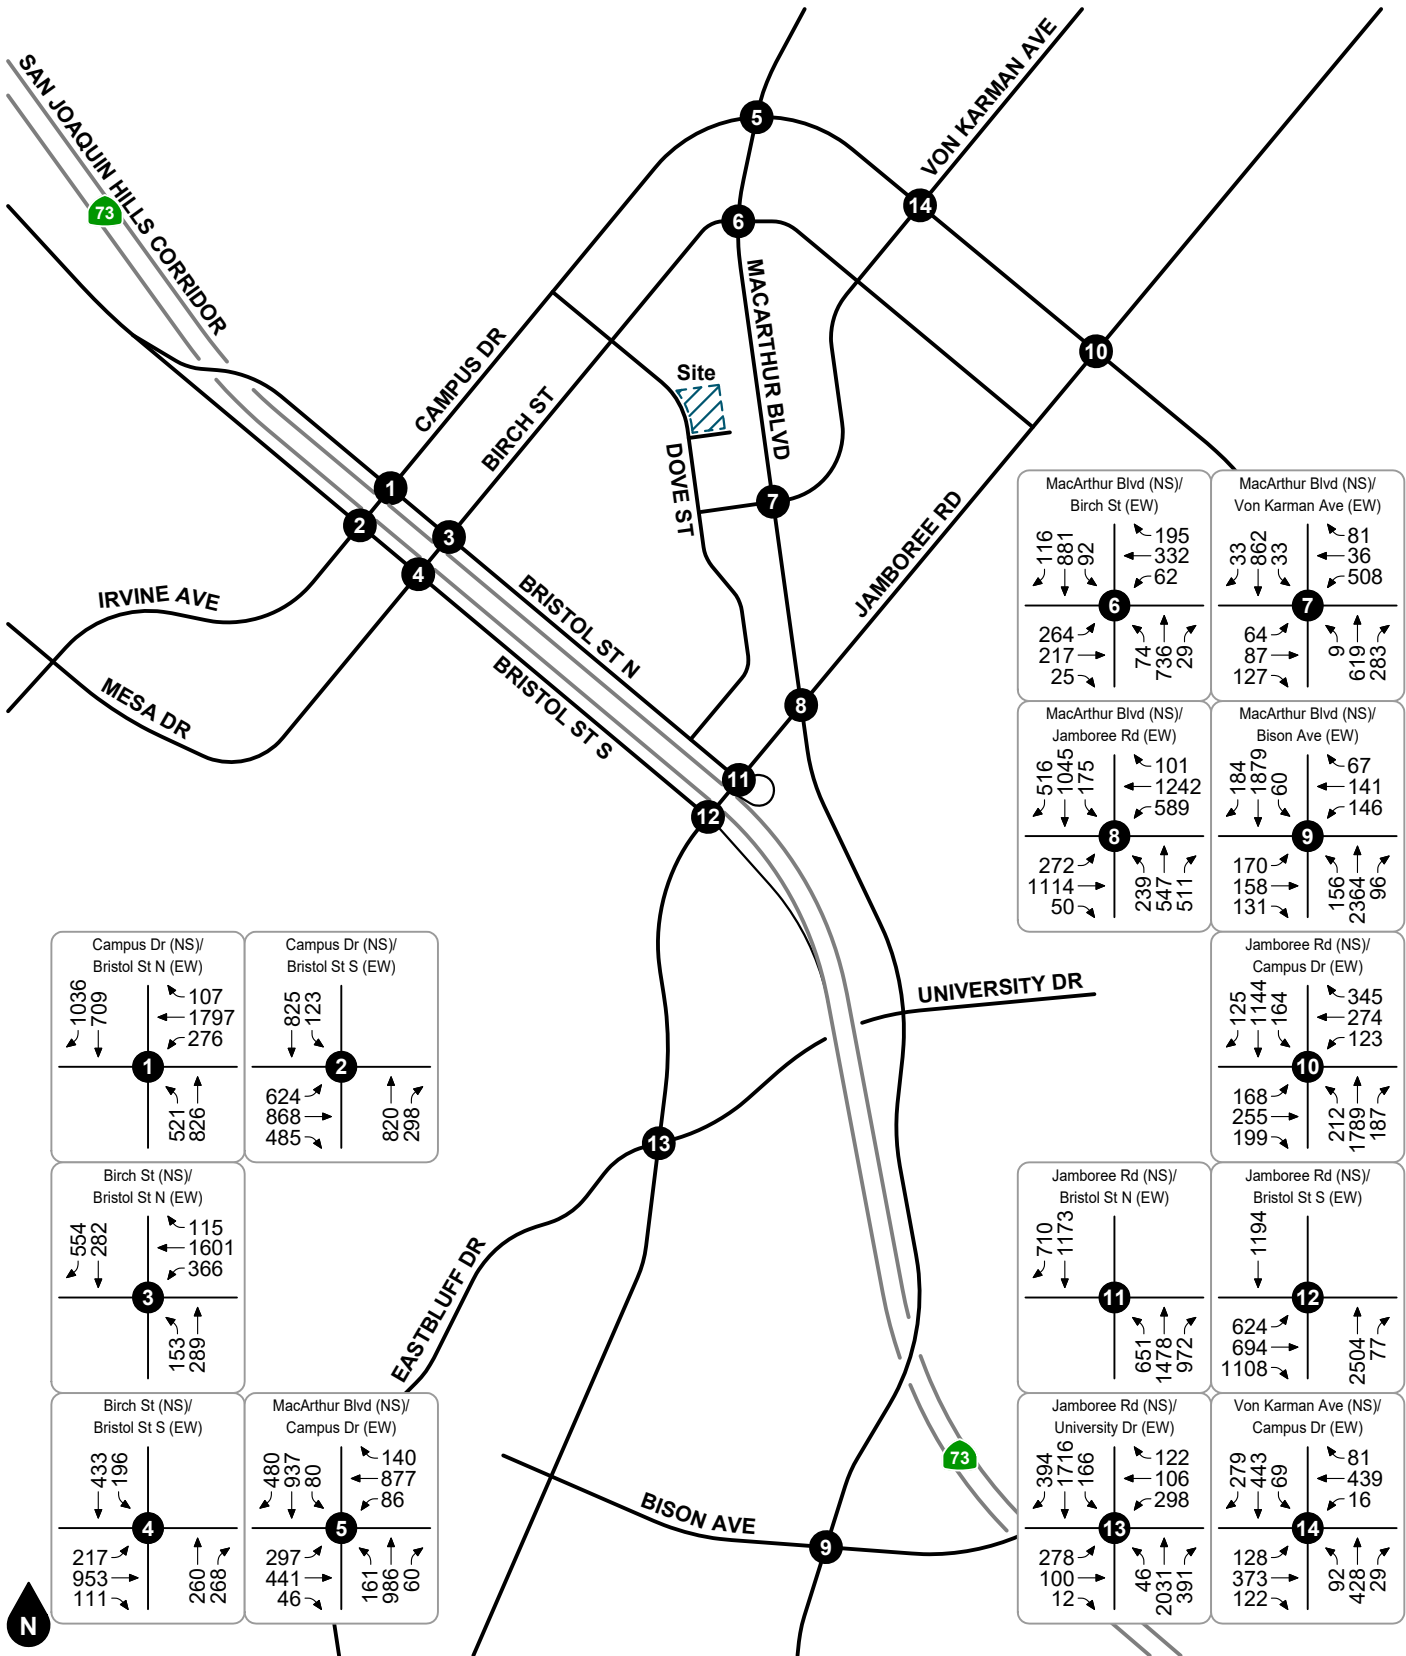 SAN JOAQUIN HILLS CORRIDOR
73
VON KARMAN AVE
5
14
6
10
MACARTHUR BLVD
CAMPUS DR
BIRCH ST
Site
DOVE ST
7
JAMBOREE RD
1
2
3
4
IRVINE AVE
MESA DR
BRISTOL ST N
BRISTOL ST S
8
11
12
UNIVERSITY DR
13
EASTBLUFF DR
73
BISON AVE
9
N
MacArthur Blvd (NS)/
Birch St (EW)
116 881 92
195
332
62
6
264
217
25
74 736 29
MacArthur Blvd (NS)/
Von Karman Ave (EW)
33 862 33
81
36
508
7
64
87
127
9 619 283
MacArthur Blvd (NS)/
Jamboree Rd (EW)
516 1045 175
101
1242
589
8
272
1114
50
239 547 511
MacArthur Blvd (NS)/
Bison Ave (EW)
184 1879 60
67
141
146
9
170
158
131
156 2364 96
Campus Dr (NS)/
Bristol St N (EW)
1036 709
107
1797
276
1
521 826
Campus Dr (NS)/
Bristol St S (EW)
825 123
2
624
868
485
820 298
Jamboree Rd (NS)/
Campus Dr (EW)
125 1144 164
345
274
123
10
168
255
199
212 1789 187
Birch St (NS)/
Bristol St N (EW)
554 282
115
1601
366
3
153 289
Jamboree Rd (NS)/
Bristol St N (EW)
710 1173
11
651 1478 972
Jamboree Rd (NS)/
Bristol St S (EW)
1194
12
624
694
1108
2504 77
Birch St (NS)/
Bristol St S (EW)
433 196
4
217
953
111
260 268
MacArthur Blvd (NS)/
Campus Dr (EW)
480 937 80
140
877
86
5
297
441
46
161 986 60
Jamboree Rd (NS)/
University Dr (EW)
394 1716 166
122
106
298
13
278
100
12
46 2031 391
Von Karman Ave (NS)/
Campus Dr (EW)
279 443 69
81
439
16
14
128
373
122
92 428 29